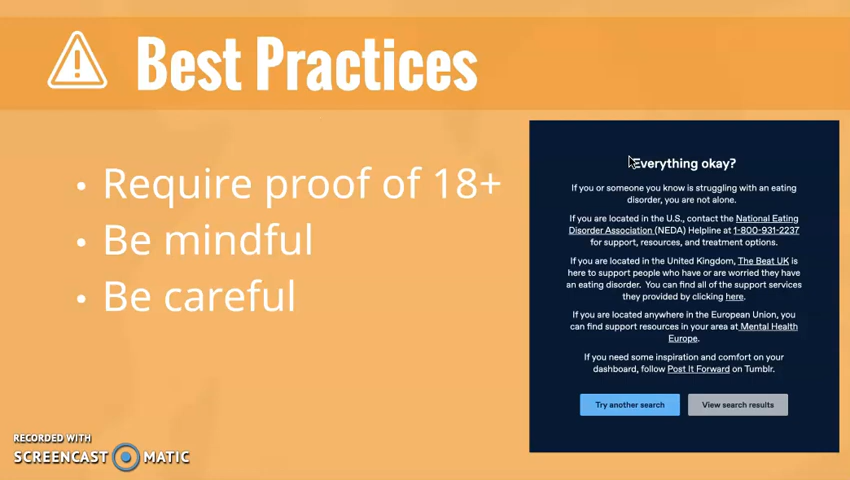 Best Practices
• Require proof of 18+
• Be mindful
• Be careful
Everything okay?
If you or someone you know is struggling with an eating
disorder, you are not alone.
If you are located in the U.S., contact the National Eating
Disorder Association (NEDA) Helpline at 1-800-931-2237
for support, resources, and treatment options.
If you are located in the United Kingdom, The Beat UK is
here to support people who have or are worried they have
an eating disorder. You can find all of the support services
they provided by clicking here.
If you are located anywhere in the European Union, you
can find support resources in your area at Mental Health
Europe.
If you need some inspiration and comfort on your
dashboard, follow Post It Forward on Tumblr.
Try another search
View search results
RECORDED WITH
SCREENCAST MATIC